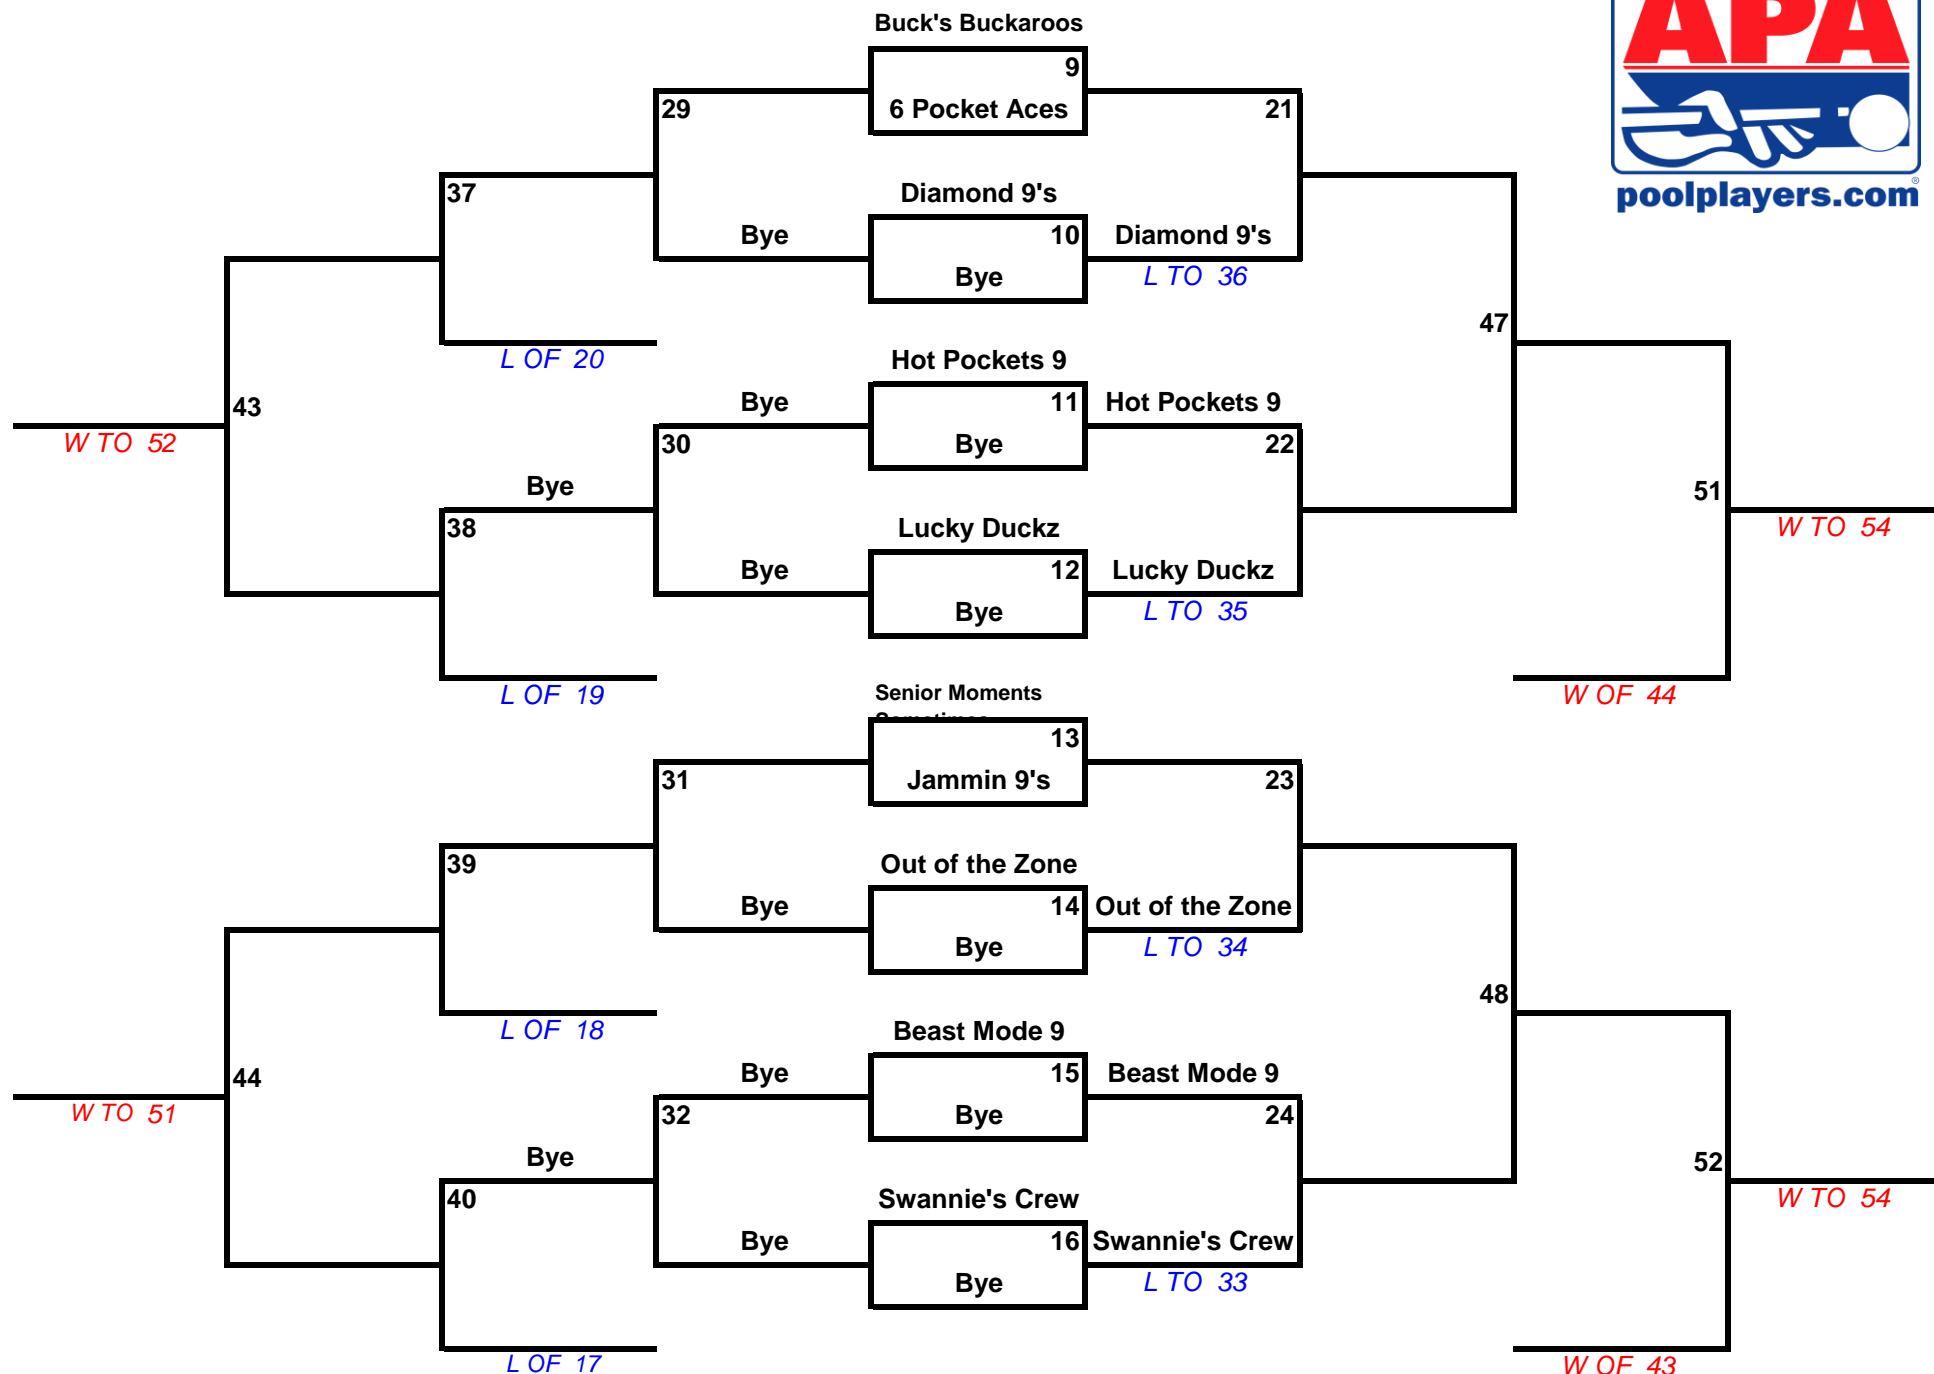 Buck's Buckaroos
APA
9
29
6 Pocket Aces
21
37
Diamond 9's
poolplayers.com
Bye
10
Diamond 9's
Bye
L TO 36
47
L OF 20
Hot Pockets 9
43
Bye
11
Hot Pockets 9
W TO 52
30
Bye
22
Bye
51
38
Lucky Duckz
W TO 54
Bye
12
Lucky Duckz
Bye
L TO 35
L OF 19
Senior Moments
W OF 44
Sometimes
13
31
Jammin 9's
23
39
Out of the Zone
Bye
14
Out of the Zone
Bye
L TO 34
48
L OF 18
Beast Mode 9
44
Bye
15
Beast Mode 9
W TO 51
32
Bye
24
Bye
52
40
Swannie's Crew
W TO 54
Bye
16
Swannie's Crew
Bye
L TO 33
L OF 17
W OF 43